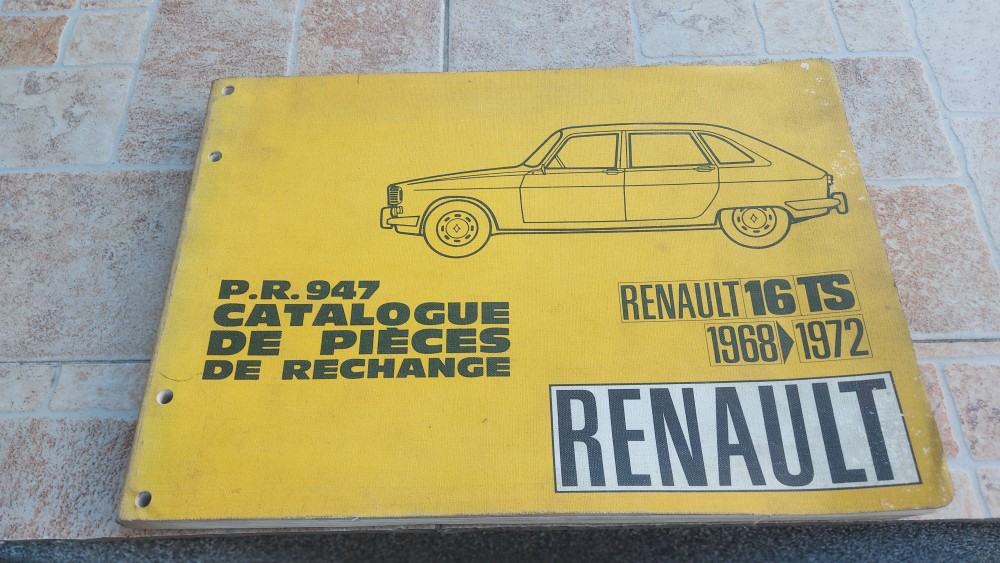 P.R. 947
CATALOGUE
DE PIÈCES
DE RECHANGE
RENAULT 16 TS
1968 ▶ 1972
RENAULT